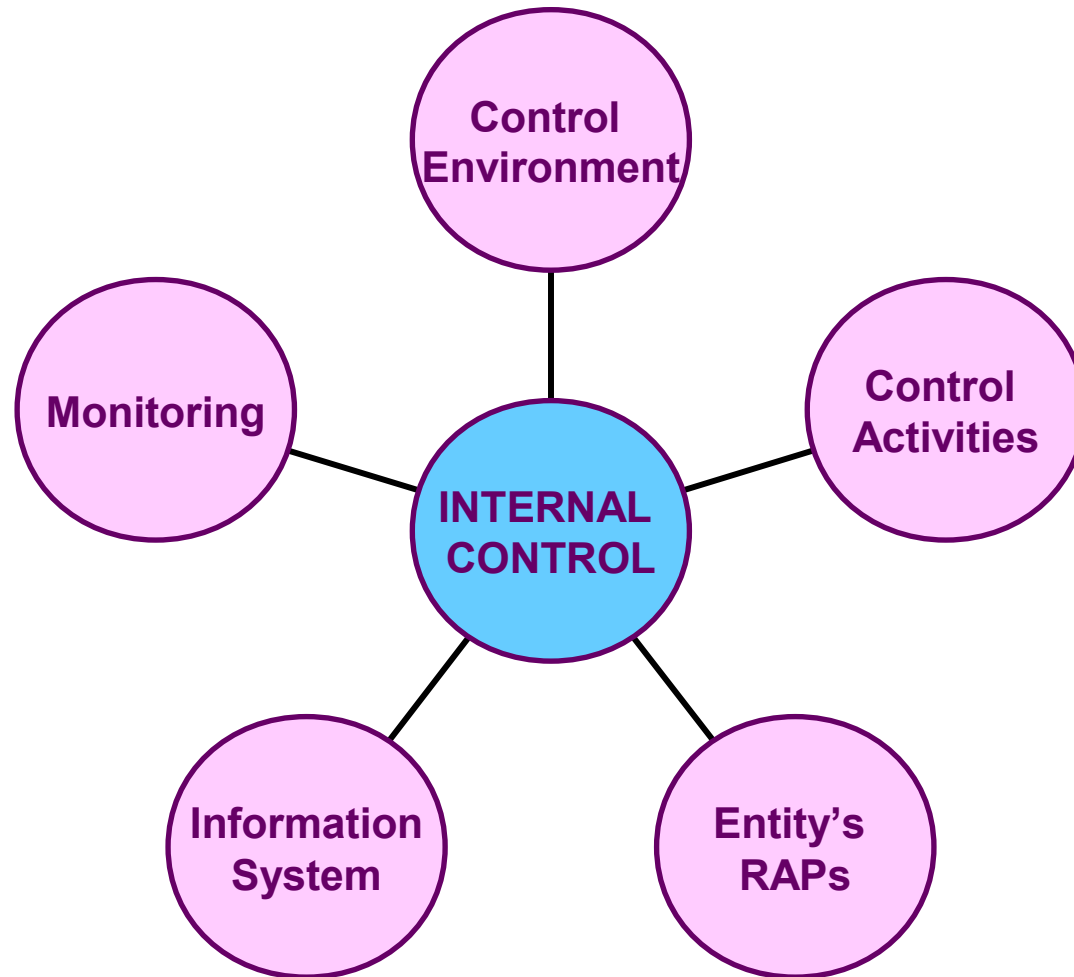 Control
Environment
Monitoring
Control
Activities
INTERNAL
CONTROL
Information
System
Entity’s
RAPs